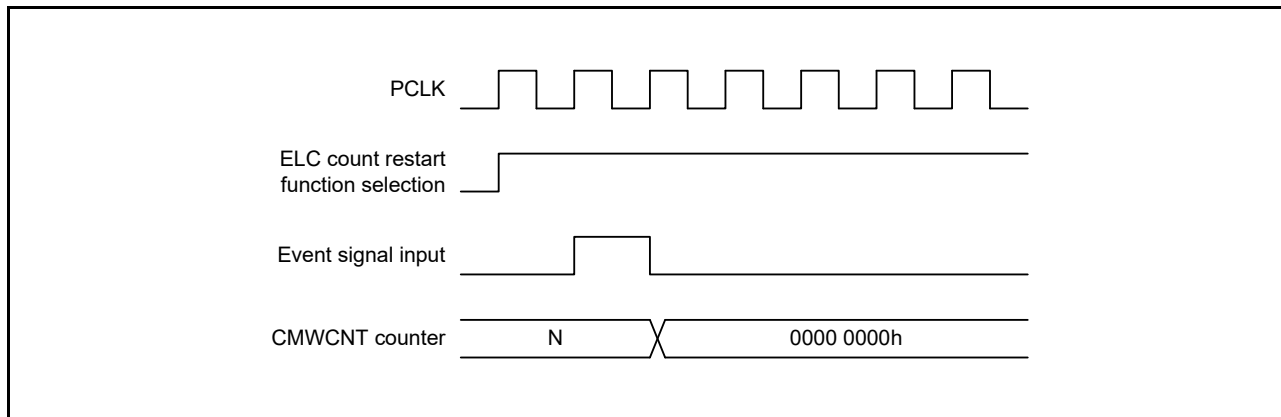 PCLK
ELC count restart
function selection
Event signal input
CMWCNT counter
N
0000 0000h